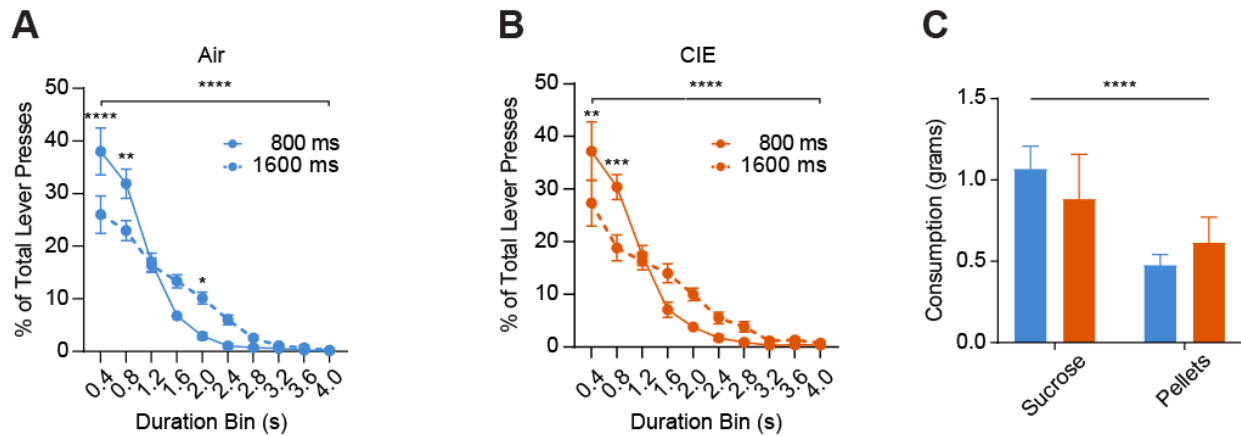 A
Air
% of Total Lever Presses
50
40
30
20
10
0
****
****
**
*
800 ms
1600 ms
0.4
0.8
1.2
1.6
2.0
2.4
2.8
3.2
3.6
4.0
Duration Bin (s)
B
CIE
% of Total Lever Presses
50
40
30
20
10
0
****
**
***
800 ms
1600 ms
0.4
0.8
1.2
1.6
2.0
2.4
2.8
3.2
3.6
4.0
Duration Bin (s)
C
Consumption (grams)
1.5
1.0
0.5
0.0
****
Sucrose
Pellets